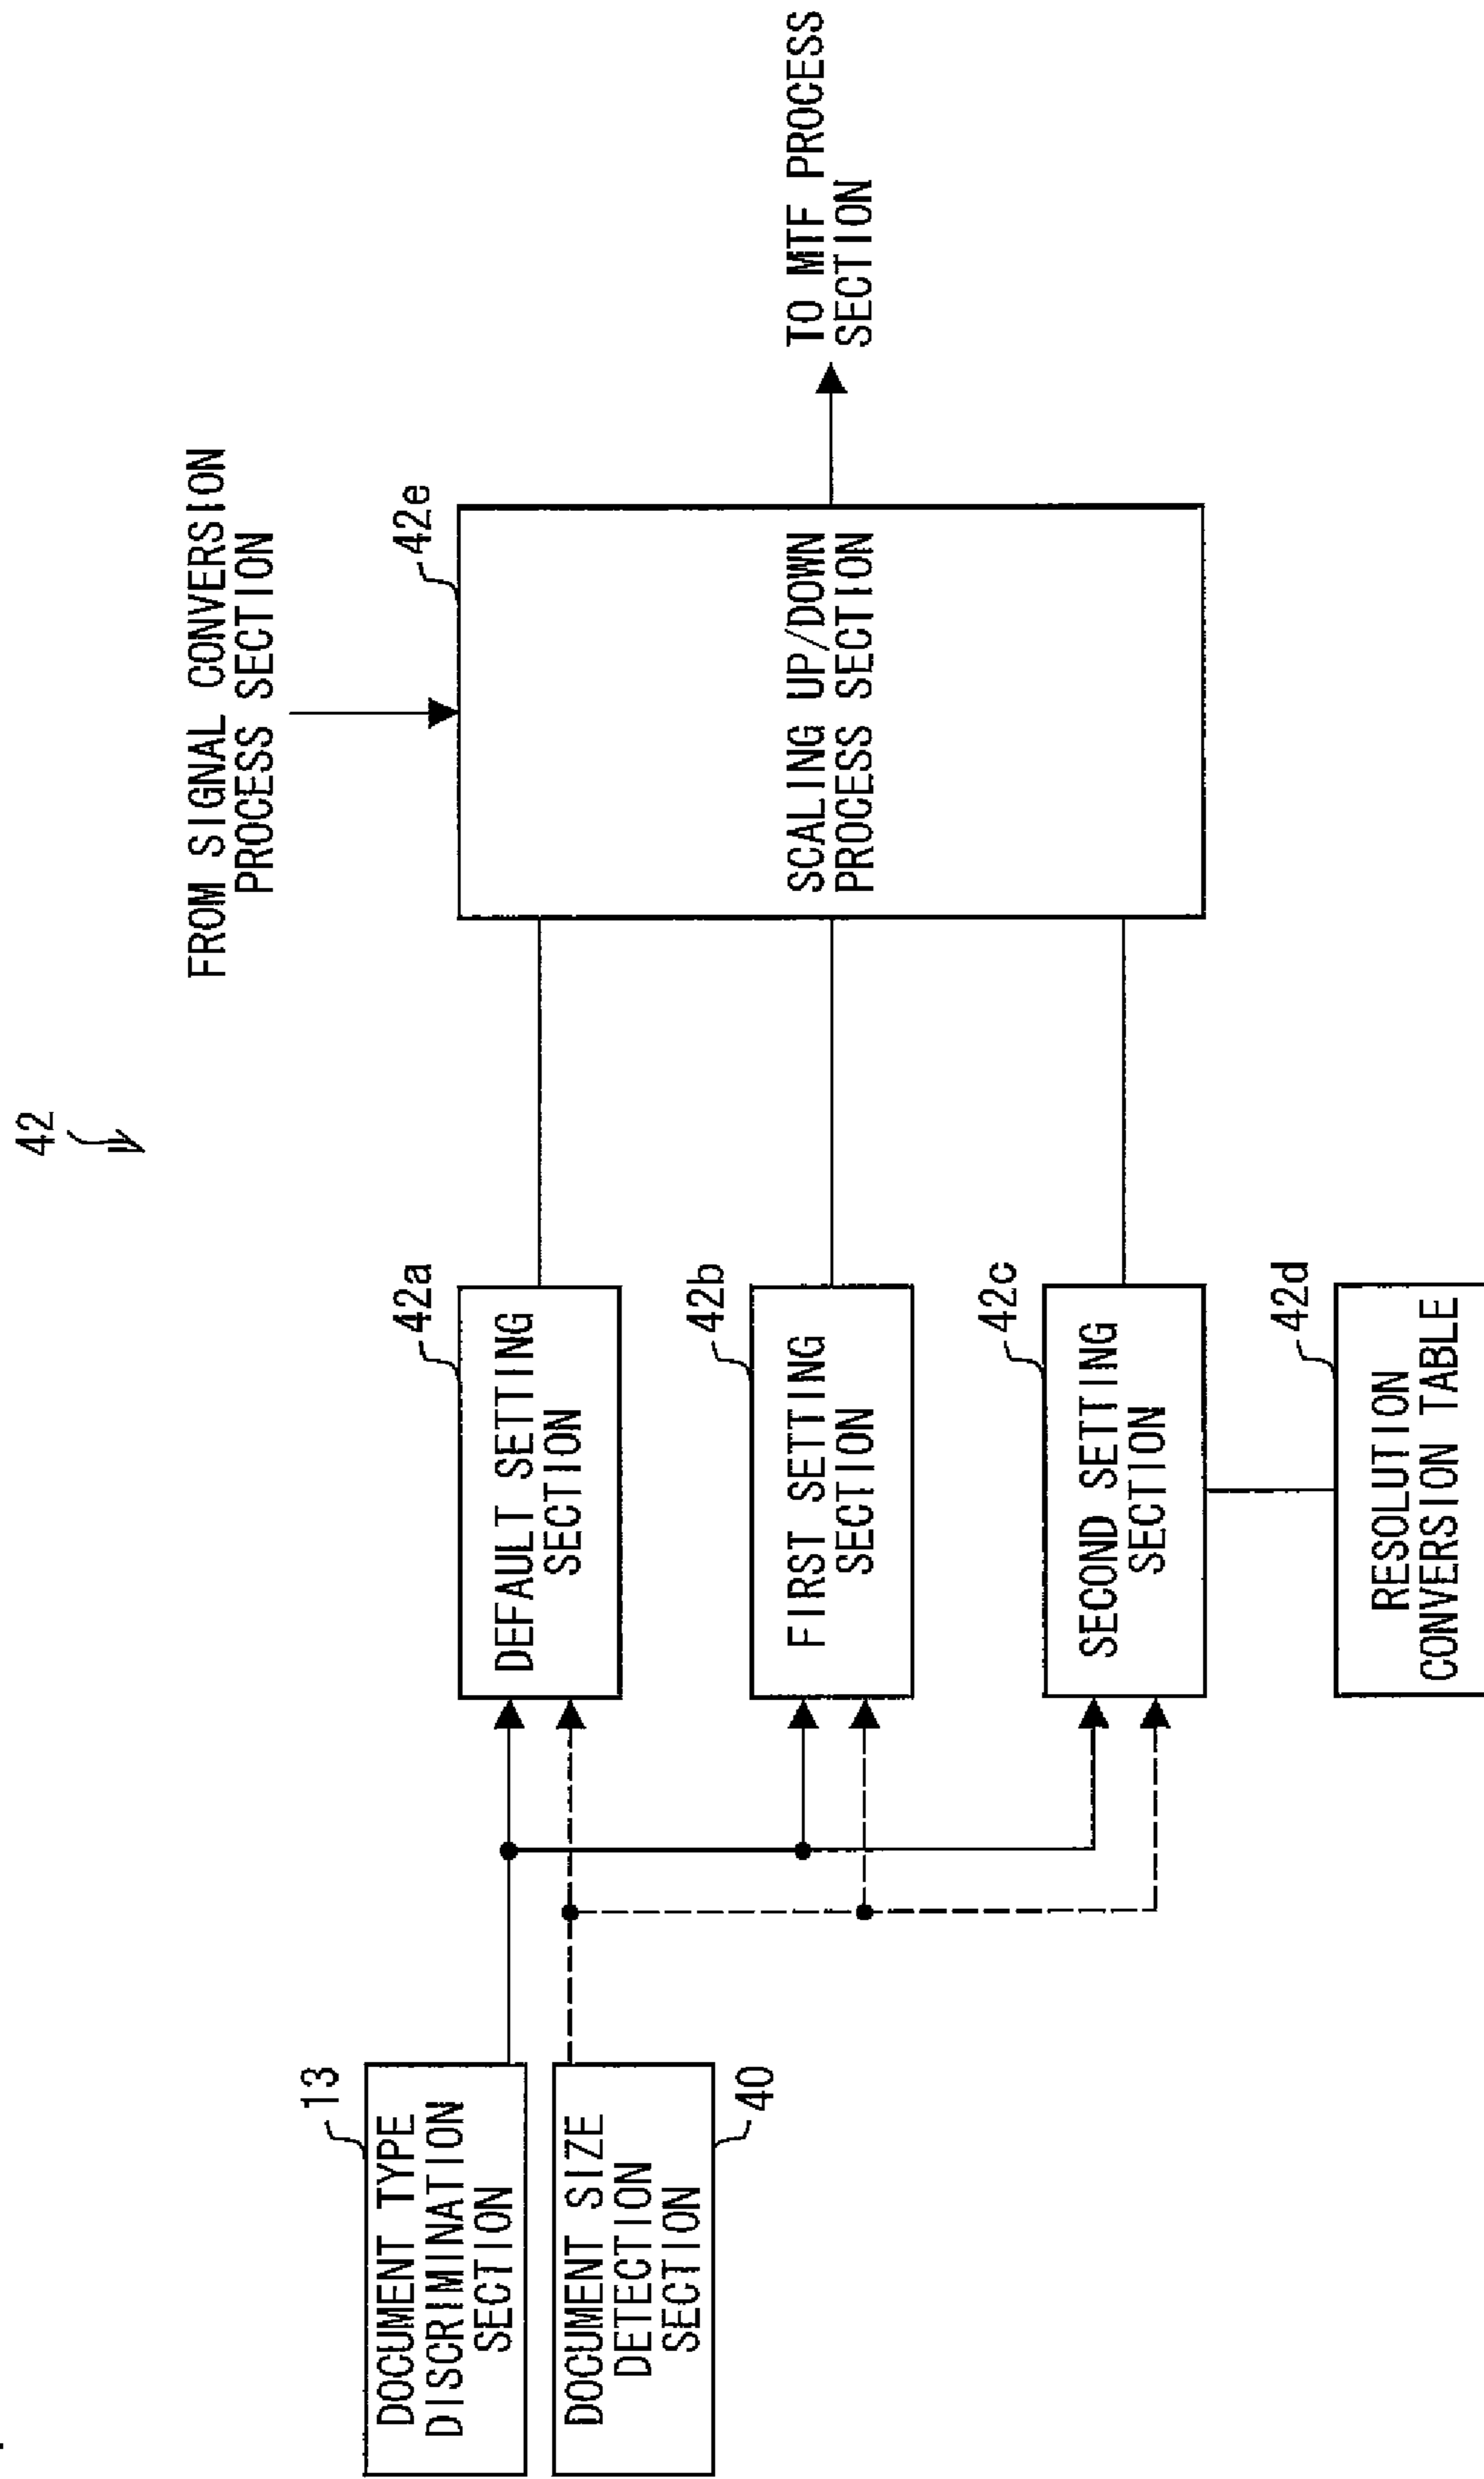 42
FROM SIGNAL CONVERSION
PROCESS SECTION
13
DOCUMENT TYPE
DISCRIMINATION
SECTION
DOCUMENT SIZE
DETECTION
SECTION
40
42a
DEFAULT SETTING
SECTION
42b
FIRST SETTING
SECTION
42c
SECOND SETTING
SECTION
42d
RESOLUTION
CONVERSION TABLE
42e
SCALING UP/DOWN
PROCESS SECTION
TO MTF PROCESS
SECTION